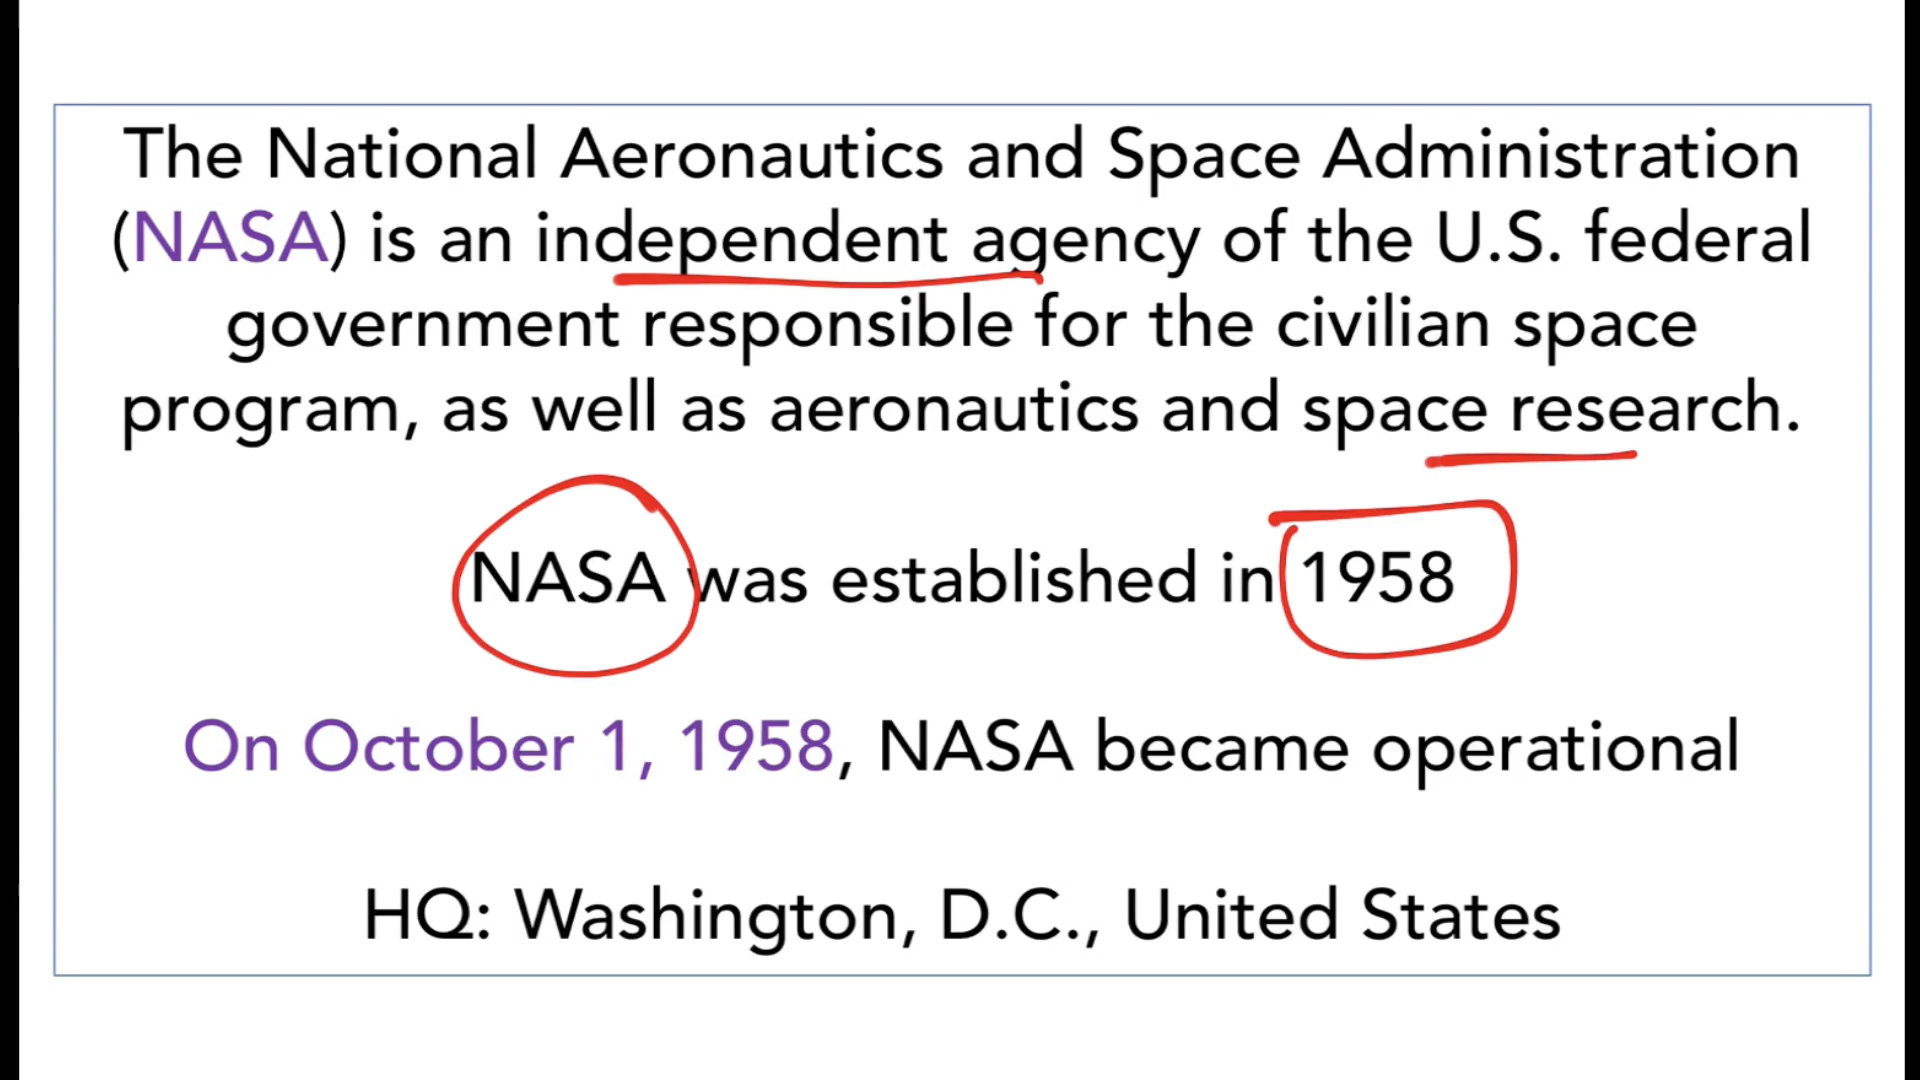 The National Aeronautics and Space Administration
(NASA) is an independent agency of the U.S. federal
government responsible for the civilian space
program, as well as aeronautics and space research.
NASA was established in 1958
On October 1, 1958, NASA became operational
HQ: Washington, D.C., United States